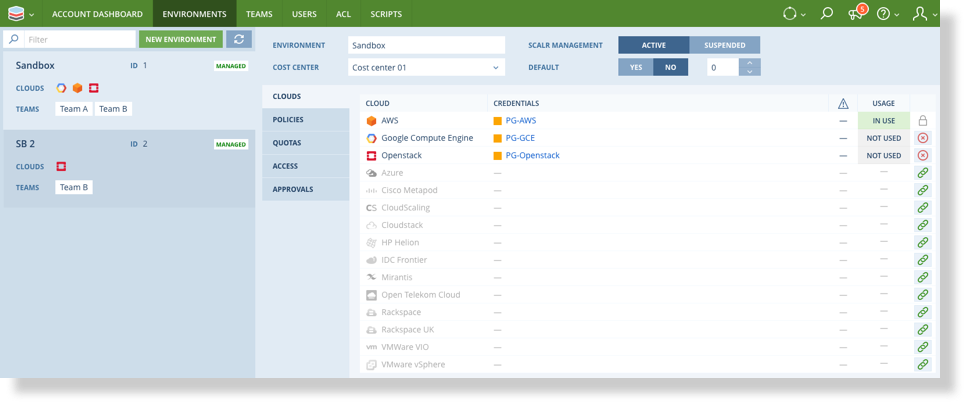 ACCOUNT DASHBOARD ENVIRONMENTS TEAMS USERS ACL SCRIPTS 5
Filter NEW ENVIRONMENT
Sandbox ID 1 MANAGED
CLOUDS
TEAMS Team A Team B
SB 2 ID 2 MANAGED
CLOUDS
TEAMS Team B
ENVIRONMENT Sandbox SCALR MANAGEMENT ACTIVE SUSPENDED
COST CENTER Cost center 01 DEFAULT YES NO 0
CLOUDS
POLICIES
QUOTAS
ACCESS
APPROVALS
CLOUD CREDENTIALS USAGE
AWS PG-AWS — IN USE
Google Compute Engine PG-GCE — NOT USED
Openstack PG-Openstack — NOT USED
Azure — — —
Cisco Metapod — — —
CS CloudScaling — — —
Cloudstack — — —
HP Helion — — —
IDC Frontier — — —
Mirantis — — —
Open Telekom Cloud — — —
Rackspace — — —
Rackspace UK — — —
vm VMWare VIO — — —
VMware vSphere — — —